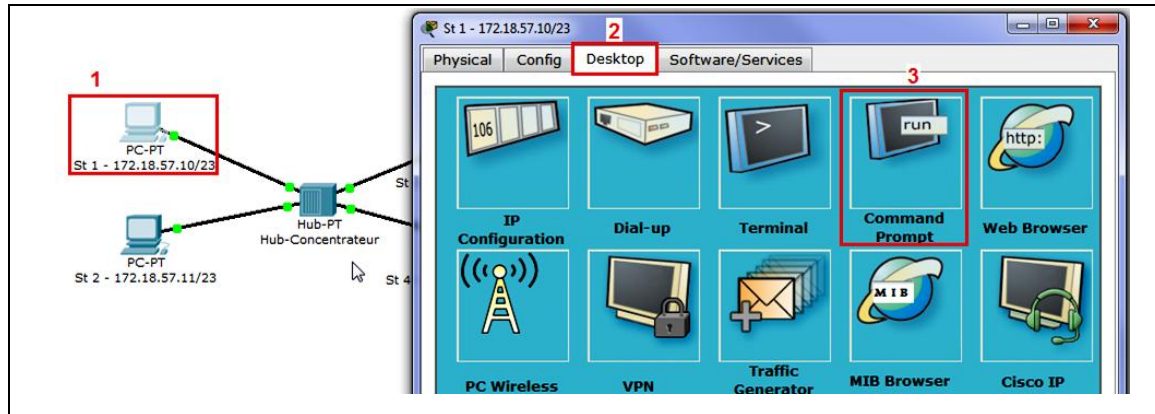 1
PC-PT
St 1 - 172.18.57.10/23
PC-PT
St 2 - 172.18.57.11/23
Hub-PT
Hub-Concentrateur
St
St 4
St 1 - 172.18.57.10/23
2
Physical Config Desktop Software/Services
3
106
>
run
http:
IP
Configuration
Dial-up
Terminal
Command
Prompt
Web Browser
MIB
PC Wireless
VPN
Traffic
Generator
MIB Browser
Cisco IP